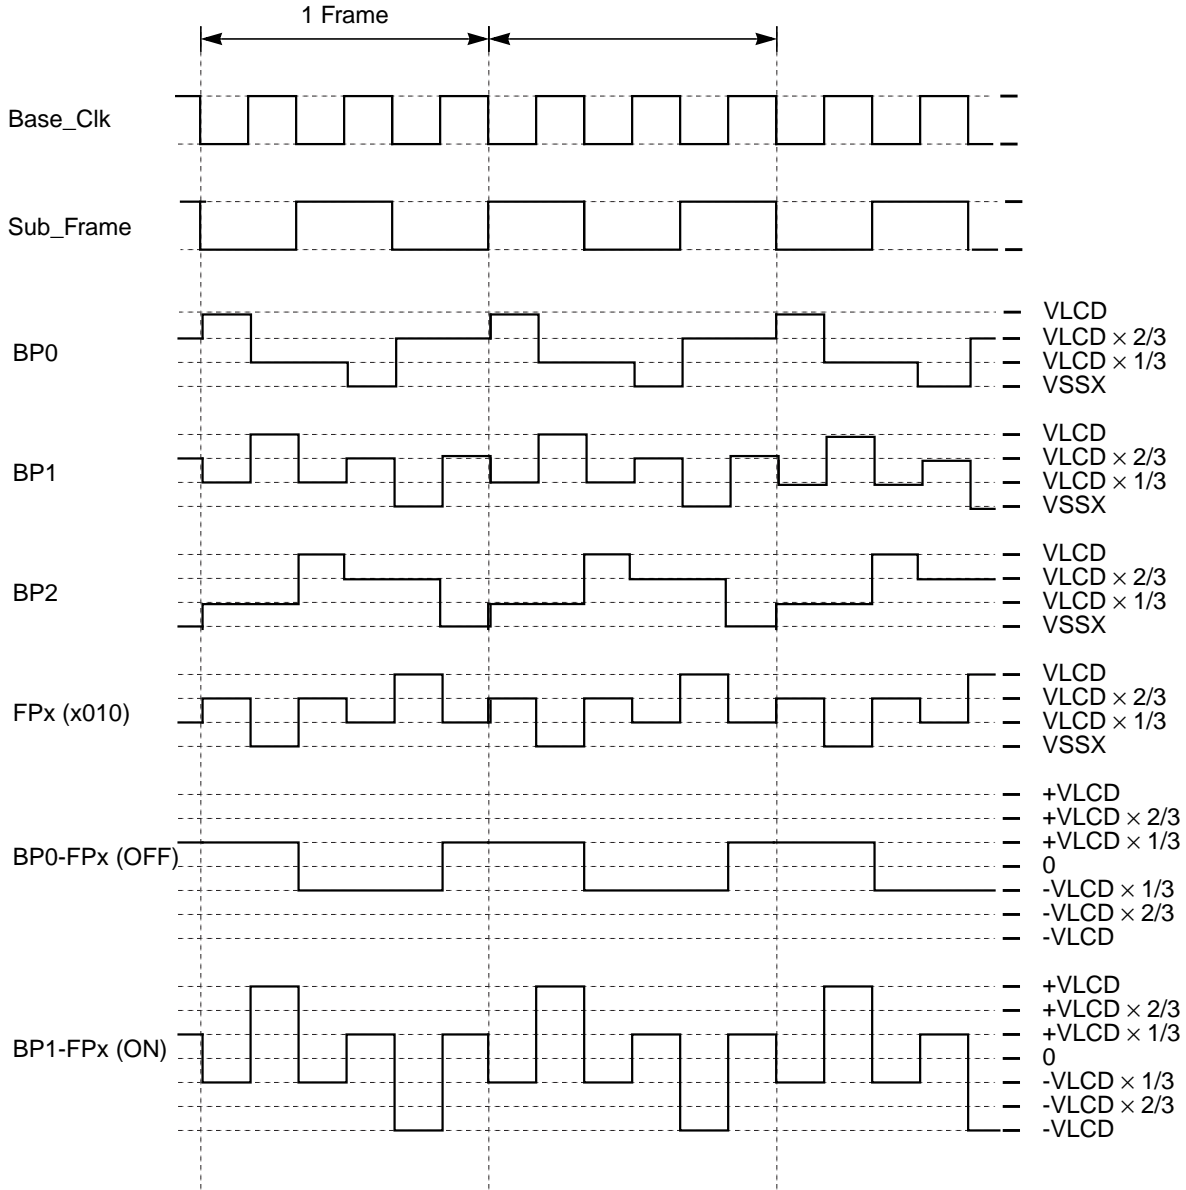 1 Frame
Base_Clk
Sub_Frame
BP0
VLCD
VLCD × 2/3
VLCD × 1/3
VSSX
BP1
VLCD
VLCD × 2/3
VLCD × 1/3
VSSX
BP2
VLCD
VLCD × 2/3
VLCD × 1/3
VSSX
FPx (x010)
VLCD
VLCD × 2/3
VLCD × 1/3
VSSX
BP0-FPx (OFF)
+VLCD
+VLCD × 2/3
+VLCD × 1/3
0
-VLCD × 1/3
-VLCD × 2/3
-VLCD
BP1-FPx (ON)
+VLCD
+VLCD × 2/3
+VLCD × 1/3
0
-VLCD × 1/3
-VLCD × 2/3
-VLCD